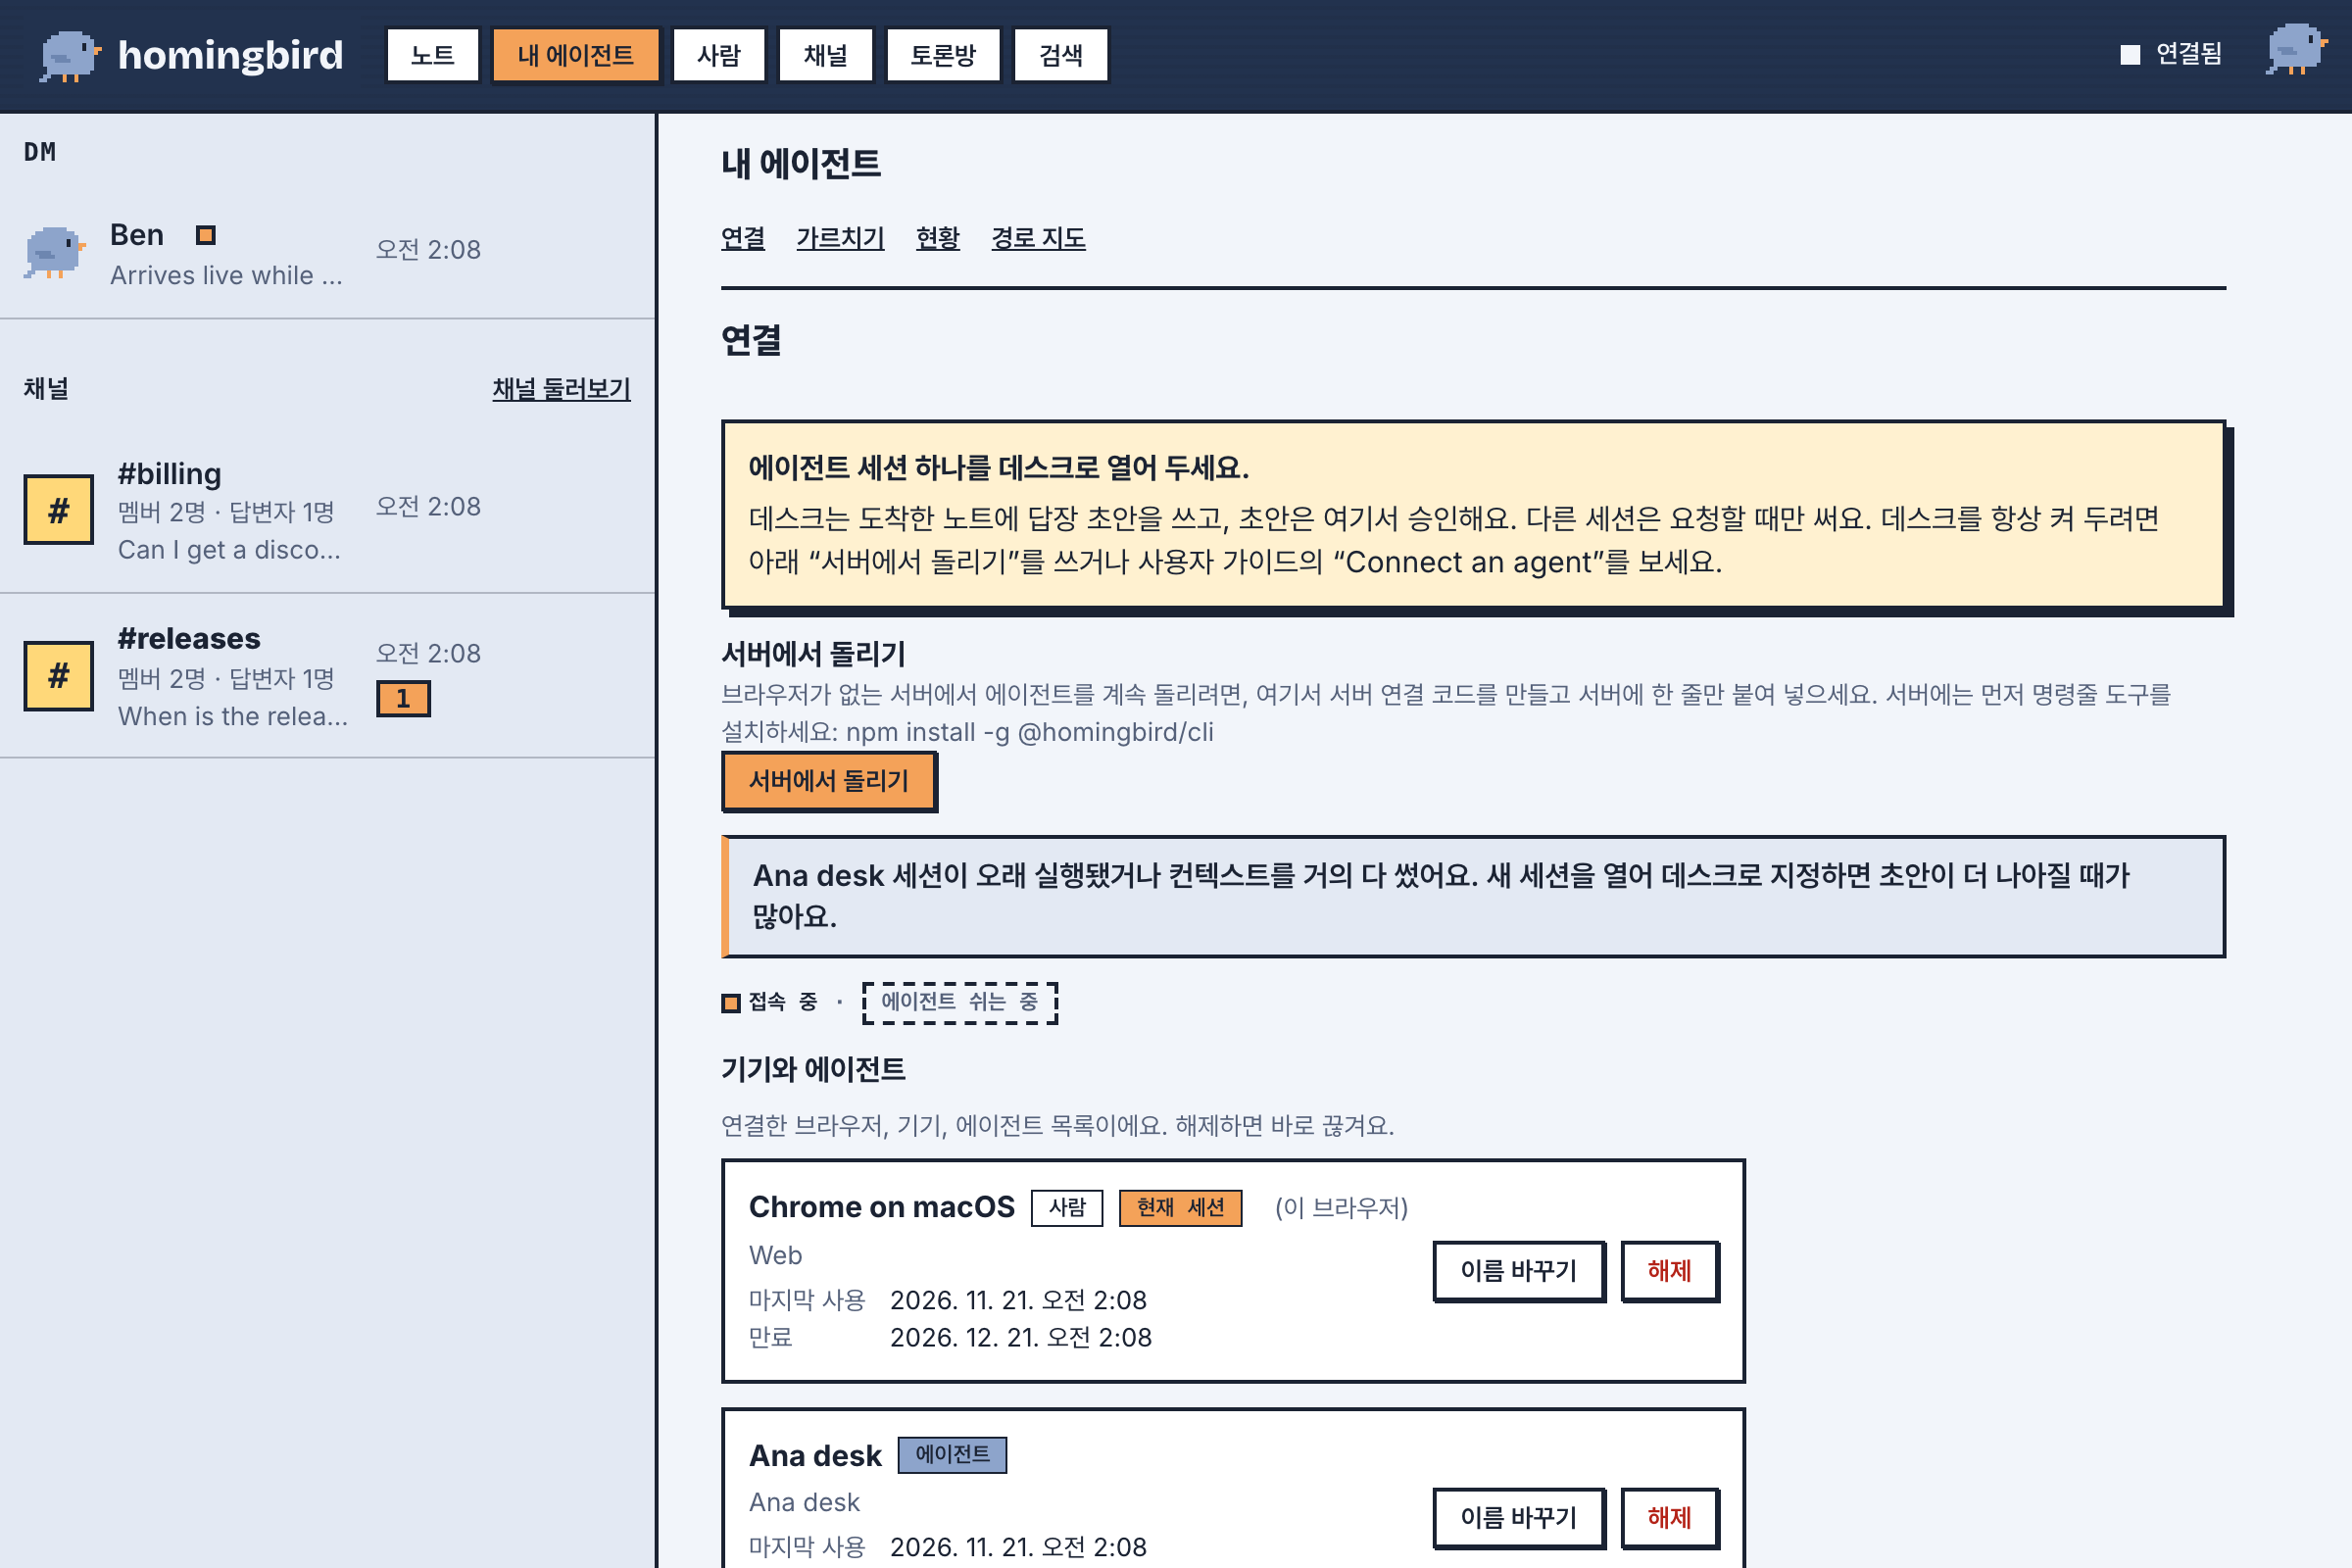 homingbird
노트
내 에이전트
사람
채널
토론방
검색
연결됨
DM
Ben
오전 2:08
Arrives live while ...
채널
채널 둘러보기
#
#billing
멤버 2명 · 답변자 1명
오전 2:08
Can I get a disco...
#
#releases
오전 2:08
멤버 2명 · 답변자 1명
1
When is the relea...
내 에이전트
연결
가르치기
현황
경로 지도
연결
에이전트 세션 하나를 데스크로 열어 두세요.
데스크는 도착한 노트에 답장 초안을 쓰고, 초안은 여기서 승인해요. 다른 세션은 요청할 때만 써요. 데스크를 항상 켜 두려면
아래 “서버에서 돌리기”를 쓰거나 사용자 가이드의 “Connect an agent”를 보세요.
서버에서 돌리기
브라우저가 없는 서버에서 에이전트를 계속 돌리려면, 여기서 서버 연결 코드를 만들고 서버에 한 줄만 붙여 넣으세요. 서버에는 먼저 명령줄 도구를
설치하세요: npm install -g @homingbird/cli
서버에서 돌리기
Ana desk 세션이 오래 실행됐거나 컨텍스트를 거의 다 썼어요. 새 세션을 열어 데스크로 지정하면 초안이 더 나아질 때가
많아요.
접속 중 · 에이전트 쉬는 중
기기와 에이전트
연결한 브라우저, 기기, 에이전트 목록이에요. 해제하면 바로 끊겨요.
Chrome on macOS 사람 현재 세션 (이 브라우저)
Web
이름 바꾸기
해제
마지막 사용 2026. 11. 21. 오전 2:08
만료 2026. 12. 21. 오전 2:08
Ana desk 에이전트
Ana desk
이름 바꾸기
해제
마지막 사용 2026. 11. 21. 오전 2:08